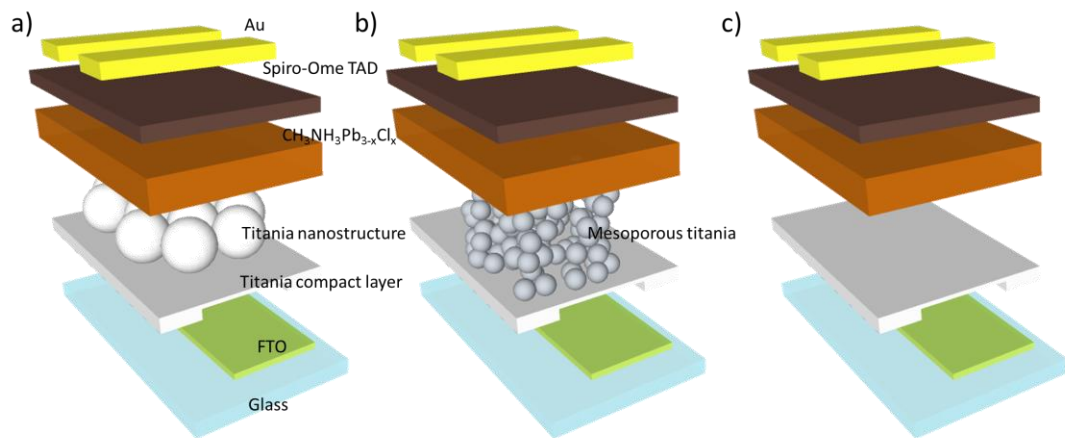 a)
Au
b)
c)
Spiro-Ome TAD
CH₃NH₃Pb₃₋ₓClₓ
Titania nanostructure
Mesoporous titania
Titania compact layer
FTO
Glass